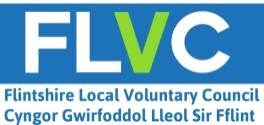 FLVC
Flintshire Local Voluntary Council
Cyngor Gwirfoddol Lleol Sir Fflint